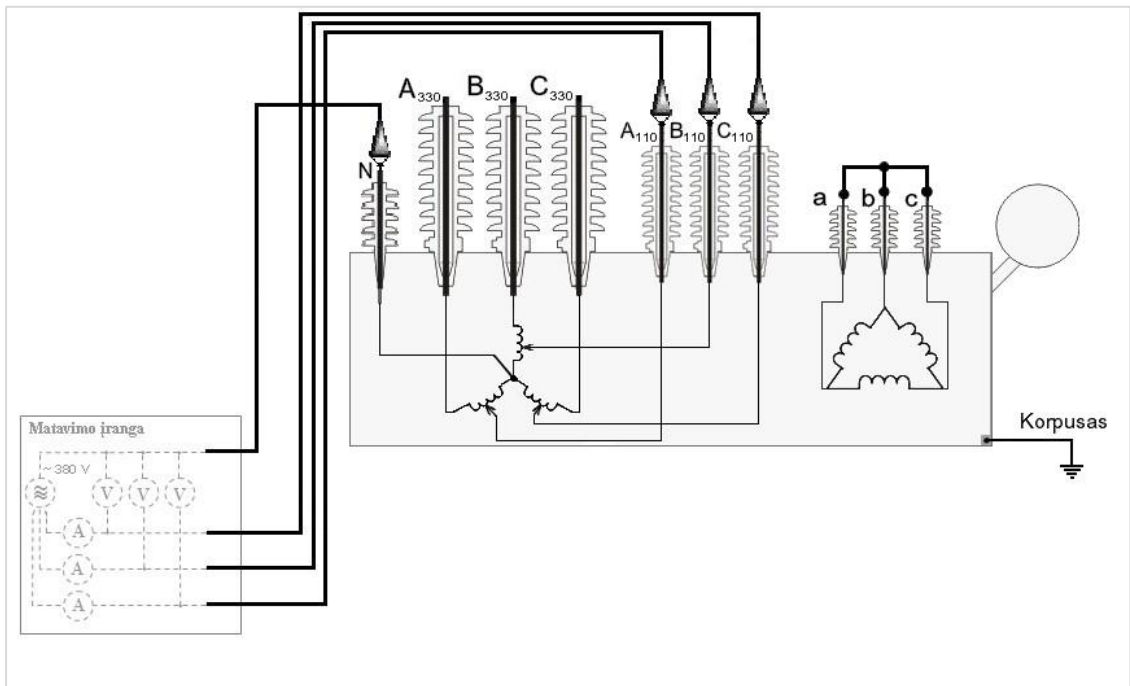 A330
B330
C330
N
A110
B110
C110
a
b
c
Korpusas
Matavimo įranga
~ 380 V
≋
V
V
V
A
A
A